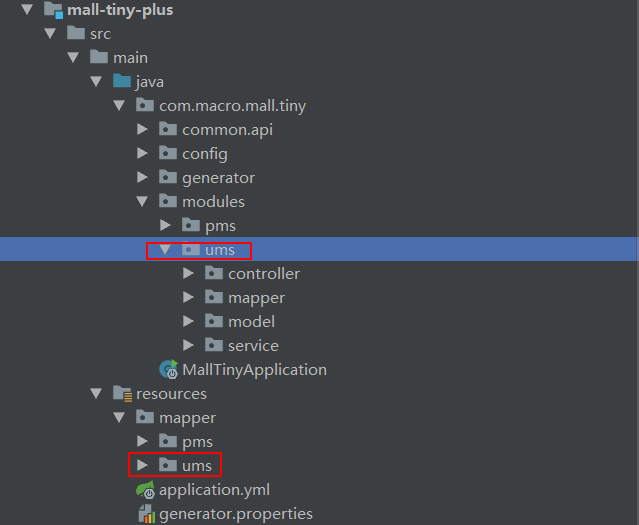 mall-tiny-plus
src
main
java
com.macro.mall.tiny
common.api
config
generator
modules
pms
ums
controller
mapper
model
service
MallTinyApplication
resources
mapper
pms
ums
application.yml
generator.properties